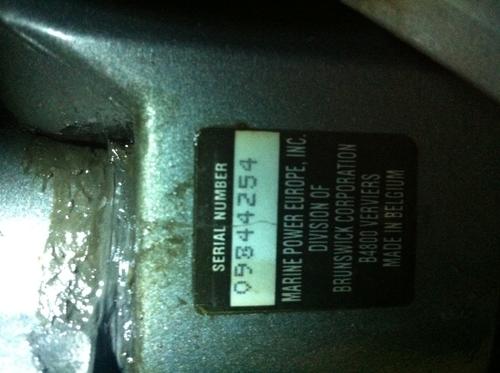 SERIAL NUMBER
09844254
MARINE POWER EUROPE, INC.
DIVISION OF
BRUNSWICK CORPORATION
B4800 VERVIERS
MADE IN BELGIUM